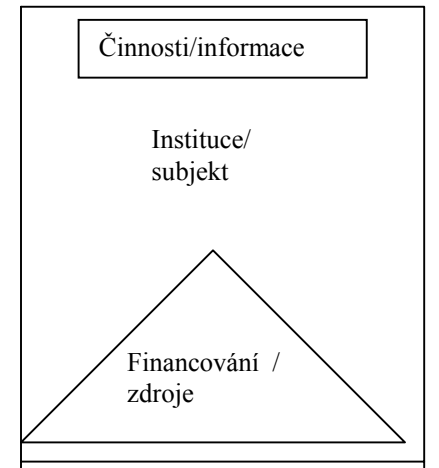 Činnosti/informace
Instituce/
subjekt
Financování /
zdroje